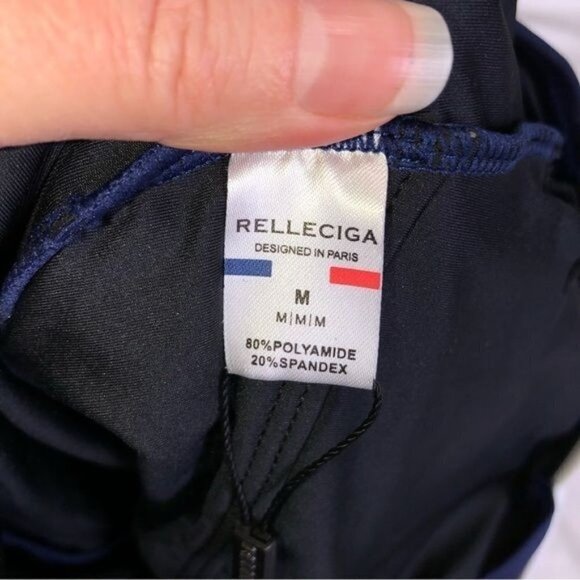 RELLECIGA
DESIGNED IN PARIS
M
M|M|M
80%POLYAMIDE
20%SPANDEX